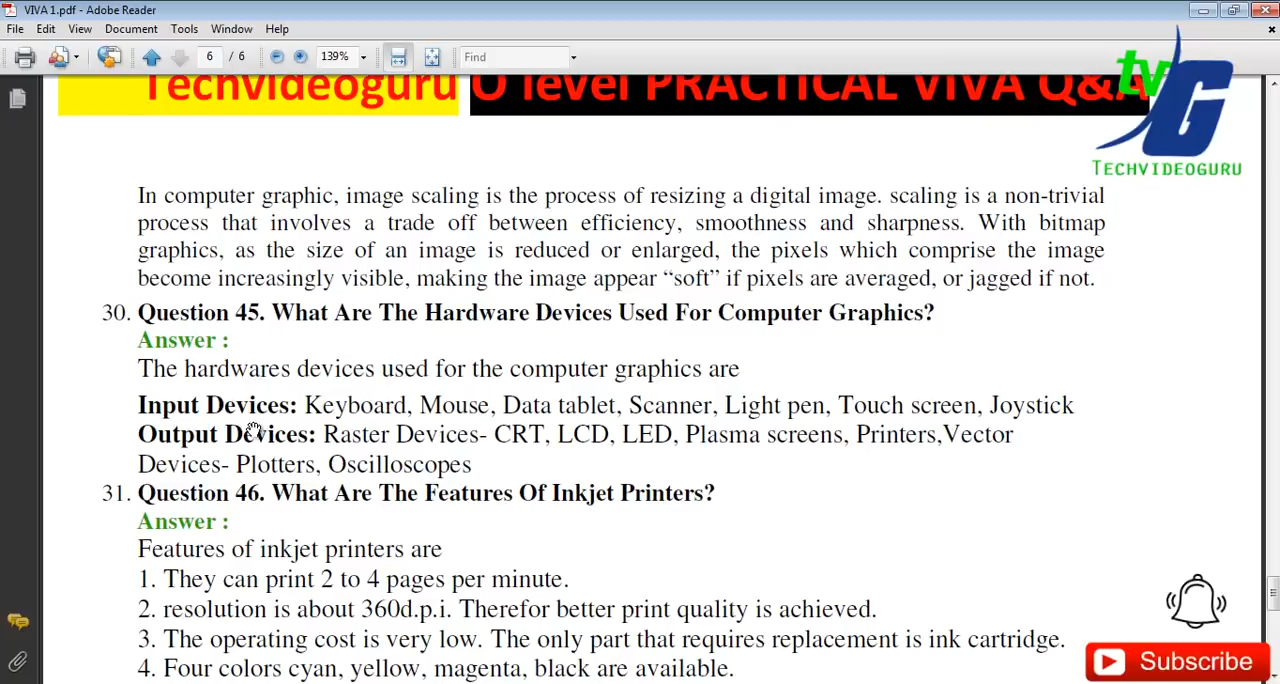 VIVA 1.pdf - Adobe Reader
File Edit View Document Tools Window Help
6 / 6 139% Find
Techvideoguru O level PRACTICAL VIVA Q&A
tvG
TECHVIDEOGURU
In computer graphic, image scaling is the process of resizing a digital image. scaling is a non-trivial
process that involves a trade off between efficiency, smoothness and sharpness. With bitmap
graphics, as the size of an image is reduced or enlarged, the pixels which comprise the image
become increasingly visible, making the image appear “soft” if pixels are averaged, or jagged if not.
30. Question 45. What Are The Hardware Devices Used For Computer Graphics?
Answer :
The hardwares devices used for the computer graphics are
Input Devices: Keyboard, Mouse, Data tablet, Scanner, Light pen, Touch screen, Joystick
Output Devices: Raster Devices- CRT, LCD, LED, Plasma screens, Printers,Vector
Devices- Plotters, Oscilloscopes
31. Question 46. What Are The Features Of Inkjet Printers?
Answer :
Features of inkjet printers are
1. They can print 2 to 4 pages per minute.
2. resolution is about 360d.p.i. Therefor better print quality is achieved.
3. The operating cost is very low. The only part that requires replacement is ink cartridge.
4. Four colors cyan, yellow, magenta, black are available.
Subscribe